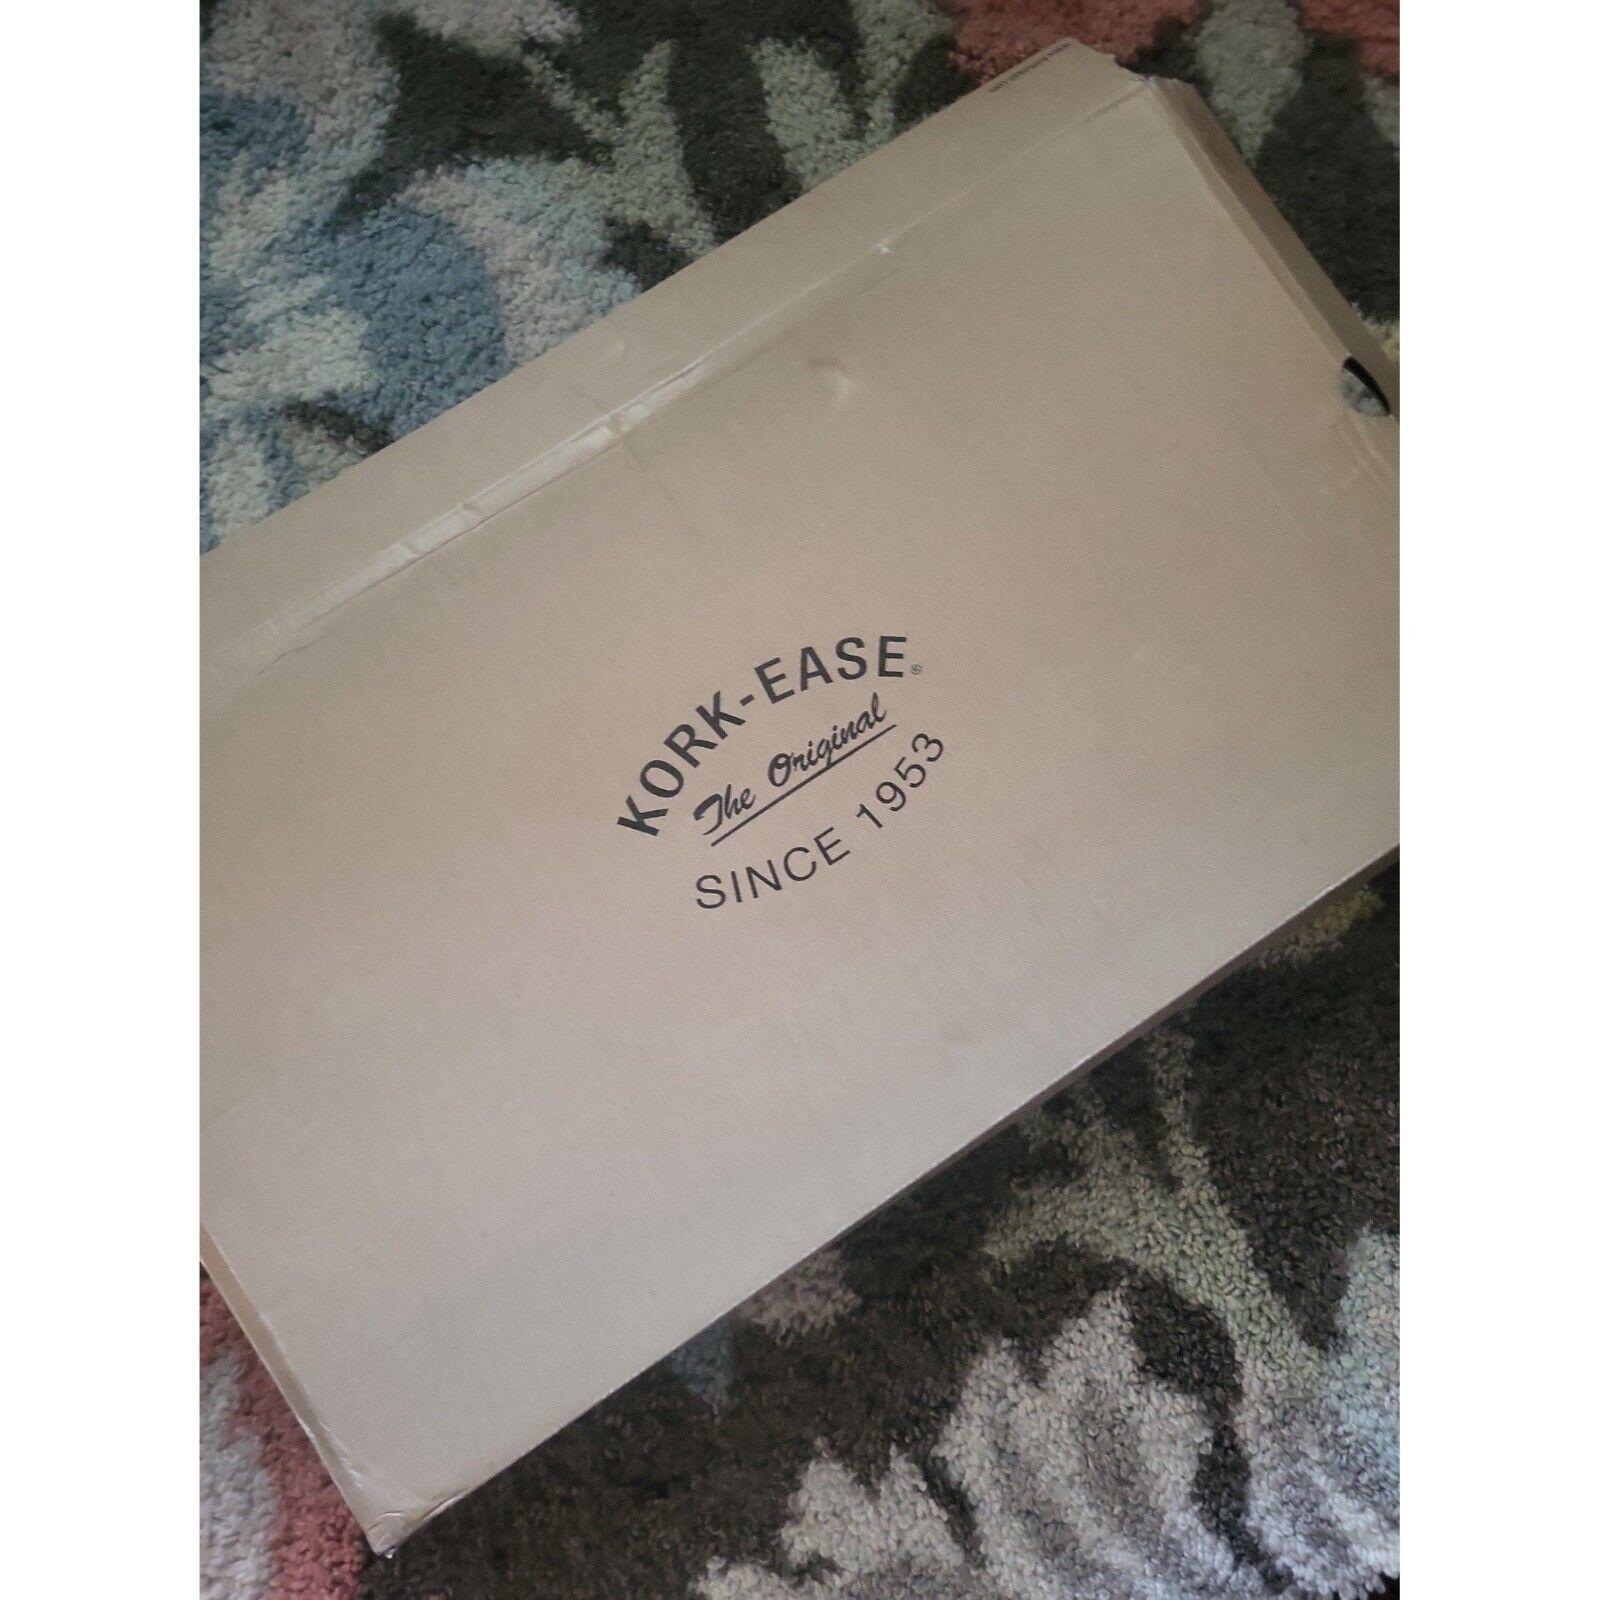 KORK-EASE®
The Original
SINCE 1953